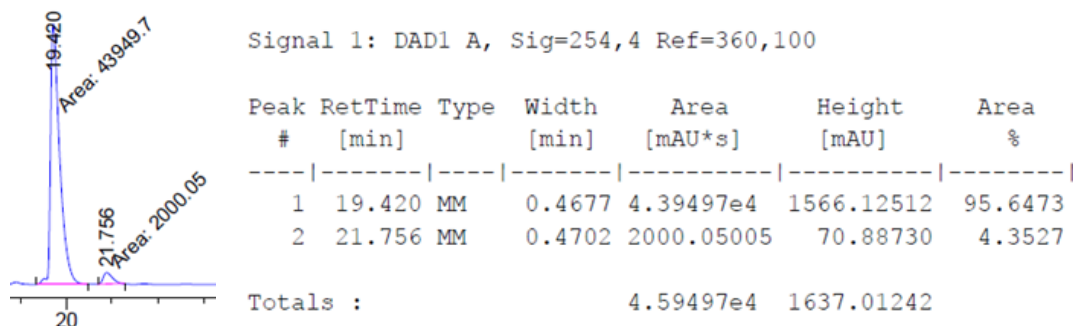 19.420
Area: 43949.7
21.756
Area: 2000.05
20
Signal 1: DAD1 A, Sig=254,4 Ref=360,100
Peak RetTime Type Width Area Height Area
# [min] [min] [mAU*s] [mAU] %
----|-------|----|-------|----------|----------|--------|
1 19.420 MM 0.4677 4.39497e4 1566.12512 95.6473
2 21.756 MM 0.4702 2000.05005 70.88730 4.3527
Totals : 4.59497e4 1637.01242